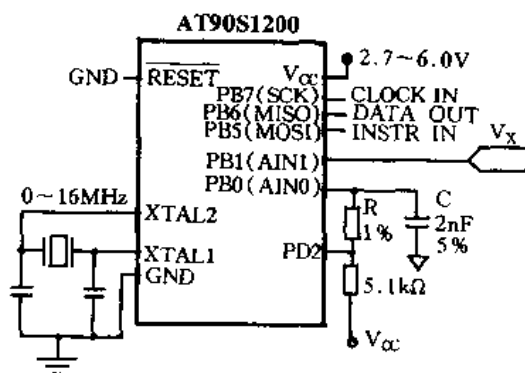 AT90S1200
GND
RESET
VCC
2.7~6.0V
PB7(SCK)
CLOCK IN
PB6(MISO)
DATA OUT
PB5(MOSI)
INSTR IN
PB1(AIN1)
VX
PB0(AIN0)
0~16MHz
XTAL2
R
1%
C
2nF
5%
XTAL1
PD2
GND
5.1kΩ
VCC